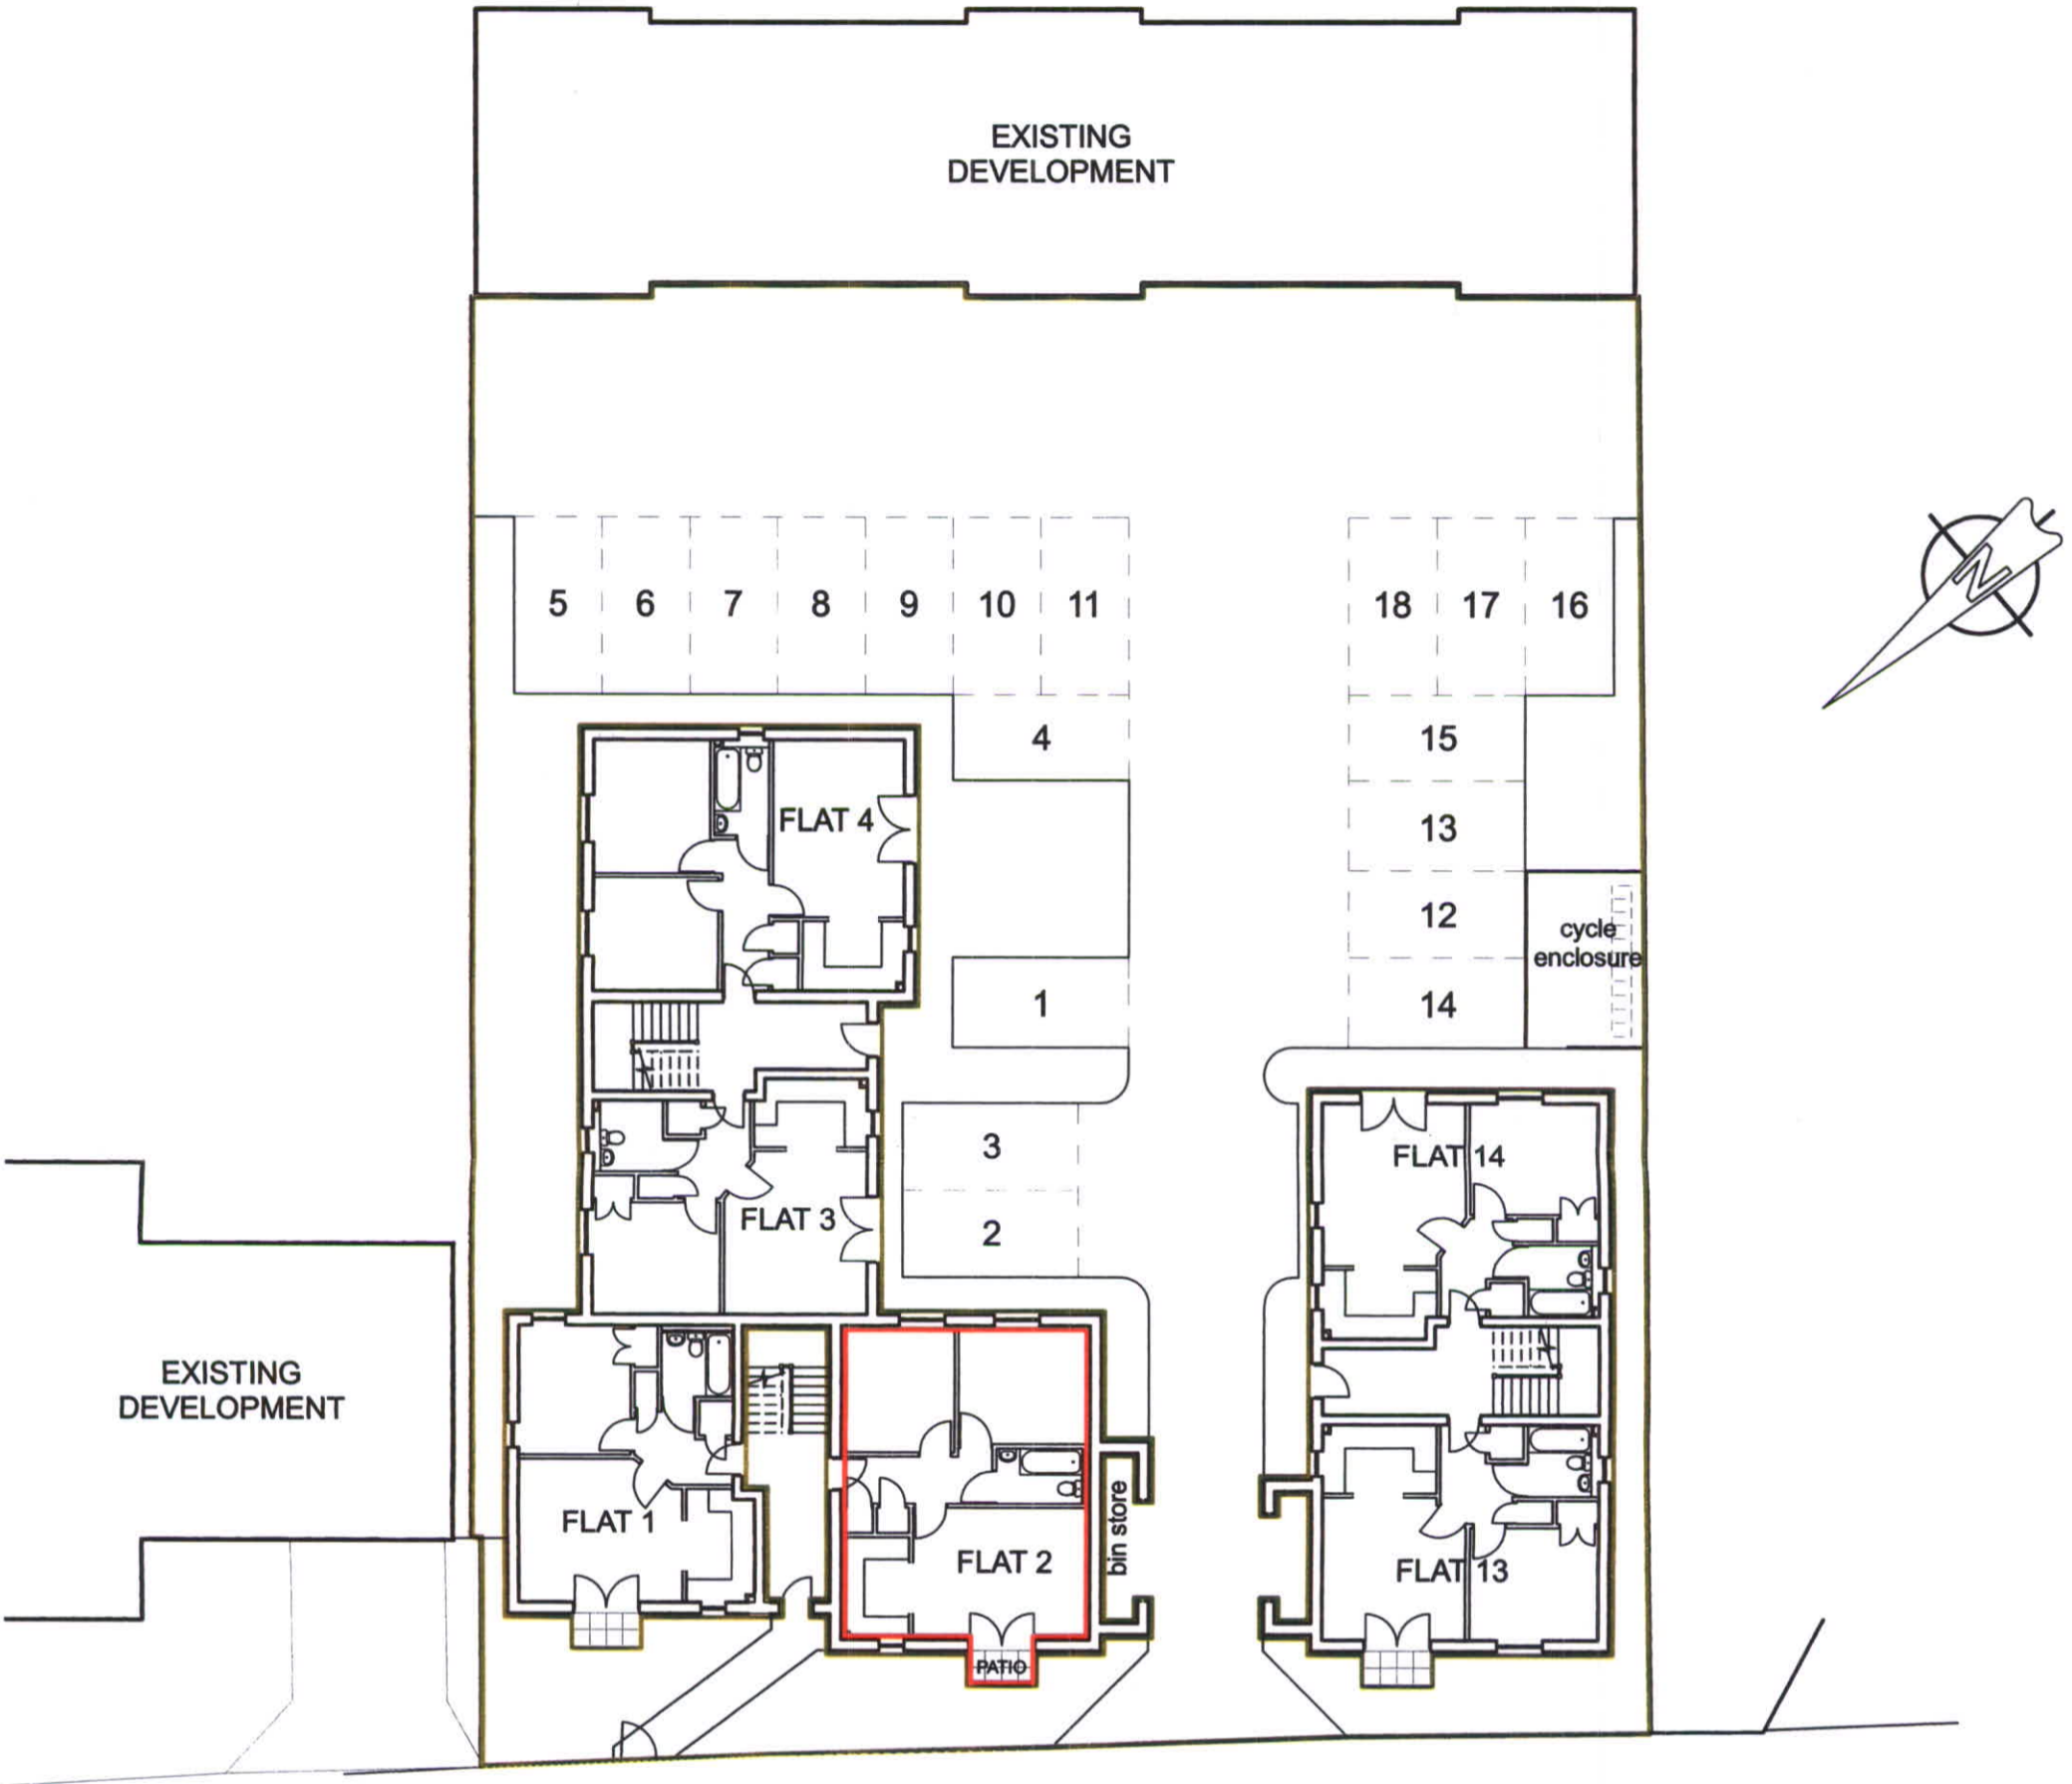 EXISTING
DEVELOPMENT
5 6 7 8 9 10 11 18 17 16
N
4 15
FLAT 4 13
12
cycle
enclosure
1 14
3
FLAT 14
FLAT 3 2
EXISTING
DEVELOPMENT
FLAT 1
bin store
FLAT 2
FLAT 13
PATIO